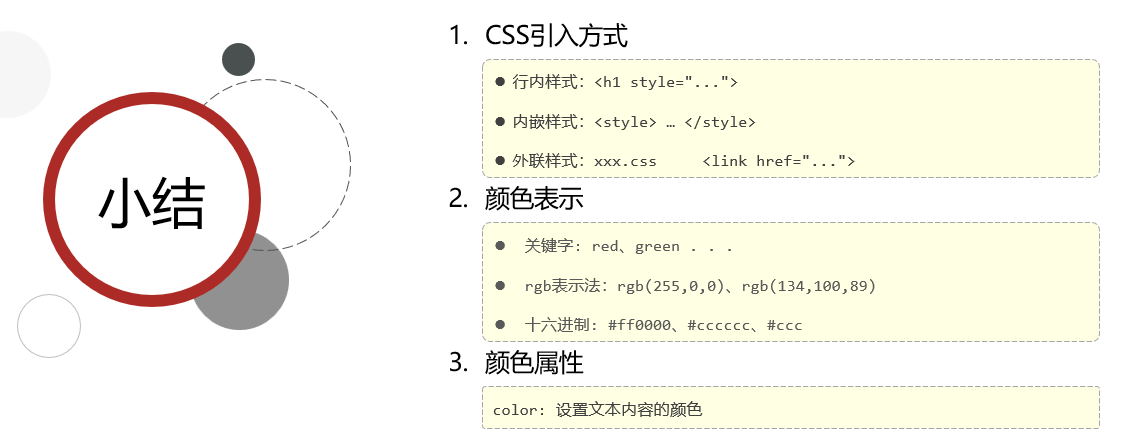 小结
1. CSS引入方式
● 行内样式：<h1 style="...">
● 内嵌样式：<style> … </style>
● 外联样式：xxx.css <link href="...">
2. 颜色表示
● 关键字：red、green . . .
● rgb表示法：rgb(255,0,0)、rgb(134,100,89)
● 十六进制：#ff0000、#cccccc、#ccc
3. 颜色属性
color: 设置文本内容的颜色